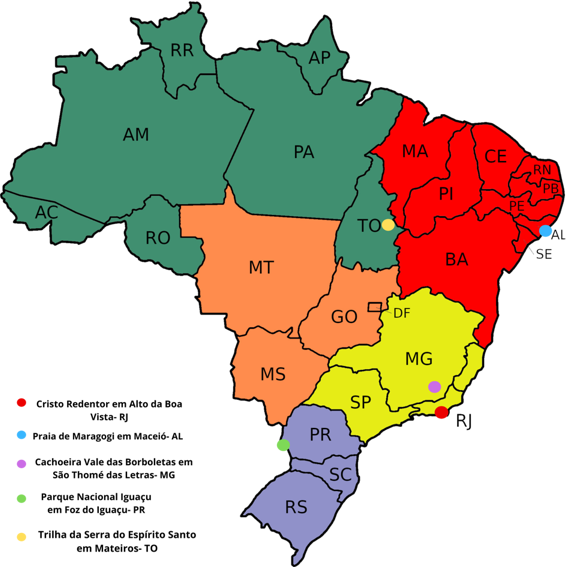 RR
AP
AM
PA
MA
CE
RN
PB
PI
PE
AC
TO
AL
RO
SE
BA
MT
GO
DF
MG
MS
SP
RJ
PR
SC
RS
Cristo Redentor em Alto da Boa
Vista- RJ
Praia de Maragogi em Maceió- AL
Cachoeira Vale das Borboletas em
São Thomé das Letras- MG
Parque Nacional Iguaçu
em Foz do Iguaçu- PR
Trilha da Serra do Espírito Santo
em Mateiros- TO